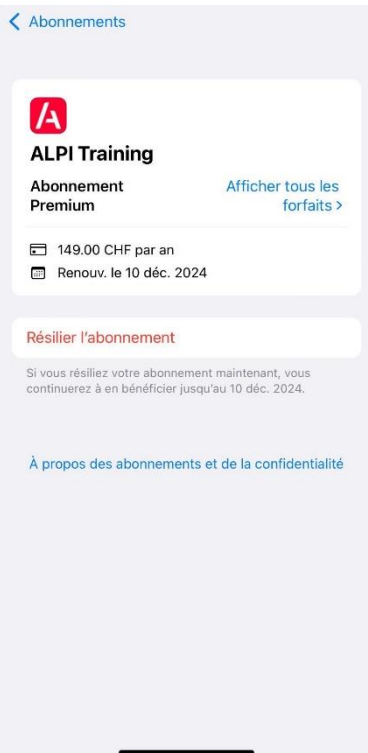 Abonnements
ALPI Training
Abonnement Premium
Afficher tous les forfaits >
149.00 CHF par an
Renouv. le 10 déc. 2024
Résilier l’abonnement
Si vous résiliez votre abonnement maintenant, vous
continuerez à en bénéficier jusqu’au 10 déc. 2024.
À propos des abonnements et de la confidentialité